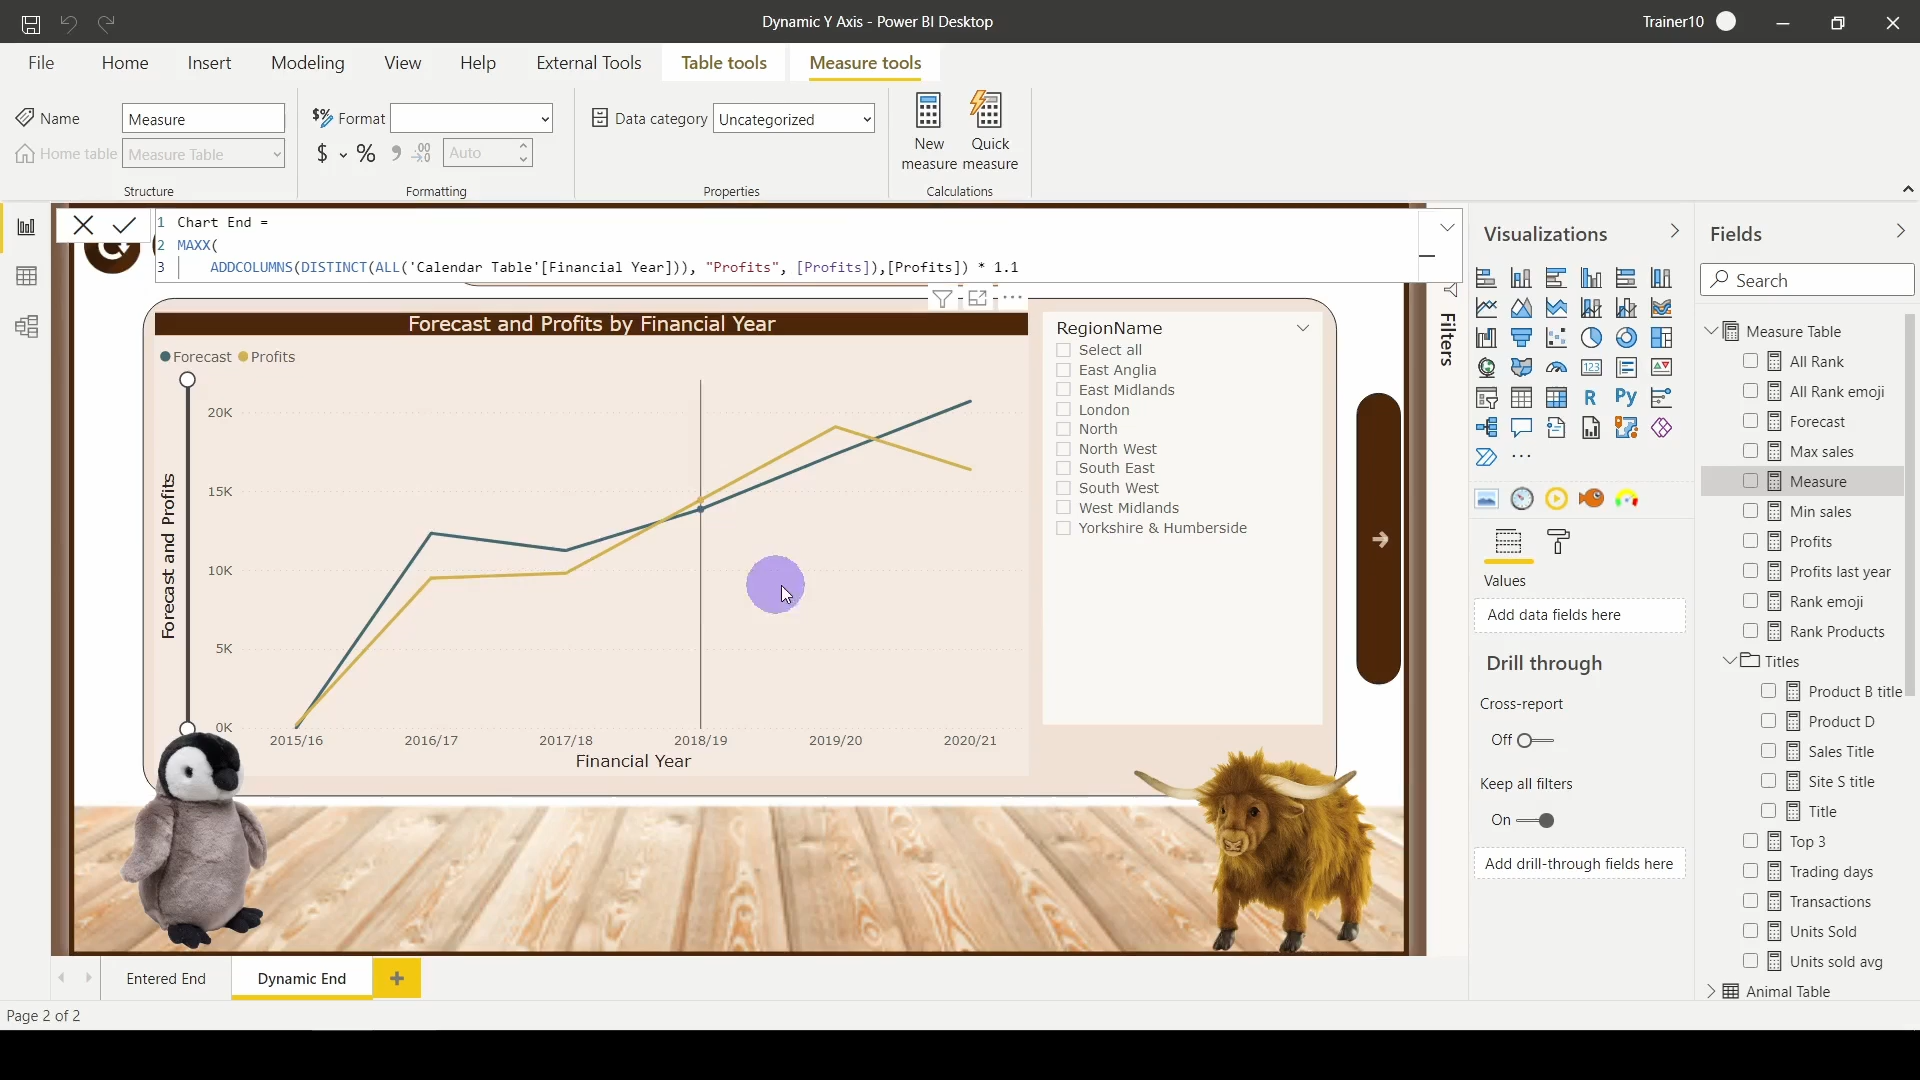 Dynamic Y Axis - Power BI Desktop
Trainer10
File Home Insert Modeling View Help External Tools Table tools Measure tools
Name Measure
Home table Measure Table
Structure
$% Format
$ % Auto
Formatting
Data category Uncategorized
Properties
New measure
Quick measure
Calculations
1 Chart End =
2 MAXX(
3 ADDCOLUMNS(DISTINCT(ALL('Calendar Table'[Financial Year])), "Profits", [Profits]),[Profits]) * 1.1
Forecast and Profits by Financial Year
Forecast Profits
Forecast and Profits
20K
15K
10K
5K
0K
2015/16 2016/17 2017/18 2018/19 2019/20 2020/21
Financial Year
RegionName
Select all
East Anglia
East Midlands
London
North
North West
South East
South West
West Midlands
Yorkshire & Humberside
Filters
Visualizations
123
R Py
Values
Add data fields here
Drill through
Cross-report
Off
Keep all filters
On
Add drill-through fields here
Fields
Search
Measure Table
All Rank
All Rank emoji
Forecast
Max sales
Measure
Min sales
Profits
Profits last year
Rank emoji
Rank Products
Titles
Product B title
Product D
Sales Title
Site S title
Title
Top 3
Trading days
Transactions
Units Sold
Units sold avg
Animal Table
Entered End
Dynamic End
Page 2 of 2